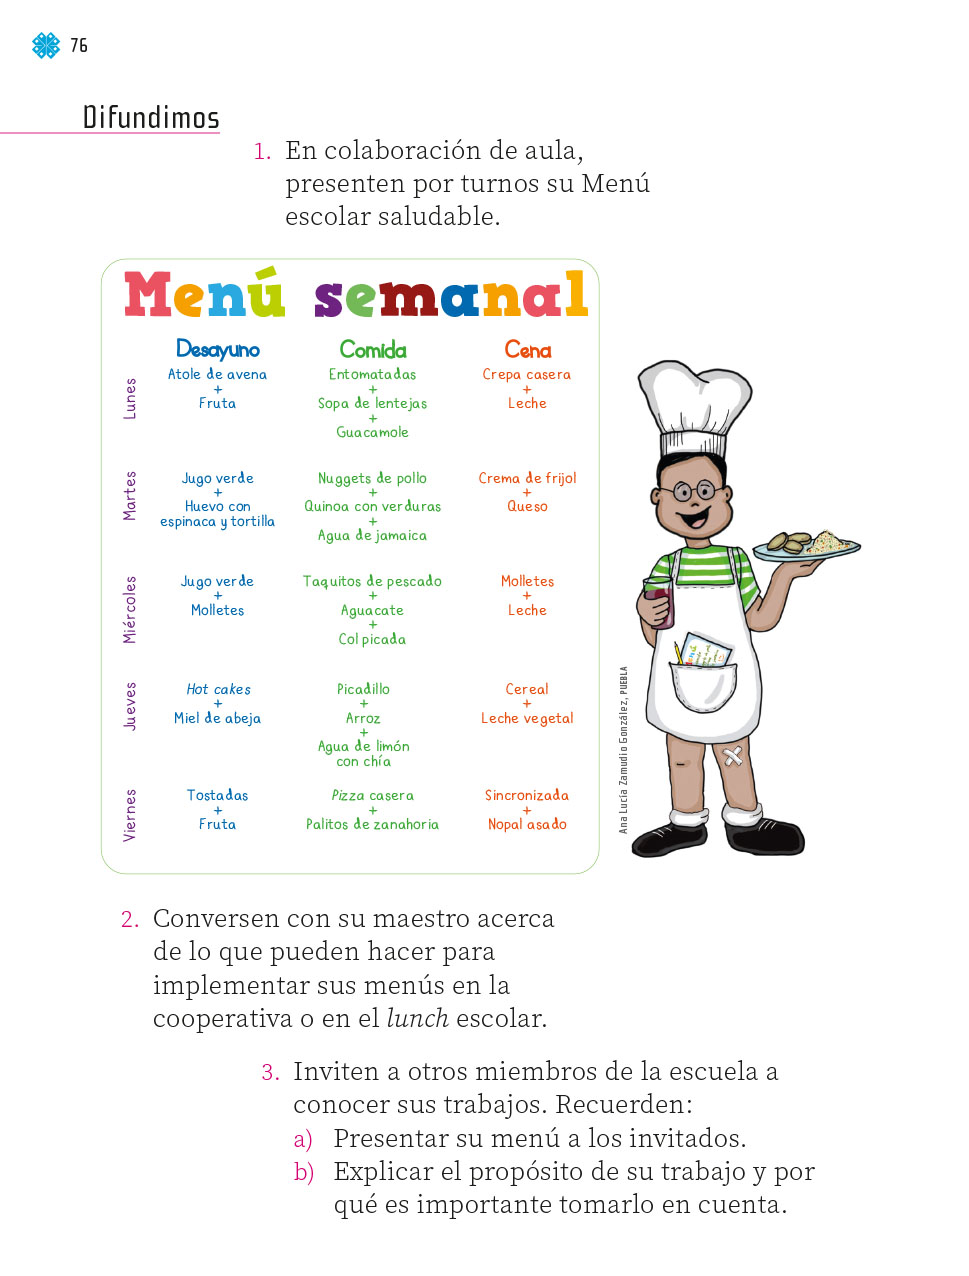 76
Difundimos
1. En colaboración de aula,
presenten por turnos su Menú
escolar saludable.
Menú semanal
Desayuno Comida Cena
Lunes
Atole de avena
+
Fruta
Entomatadas
+
Sopa de lentejas
+
Guacamole
Crepa casera
+
Leche
Martes
Jugo verde
+
Huevo con
espinaca y tortilla
Nuggets de pollo
+
Quinoa con verduras
+
Agua de jamaica
Crema de frijol
+
Queso
Miércoles
Jugo verde
+
Molletes
Taquitos de pescado
+
Aguacate
+
Col picada
Molletes
+
Leche
Jueves
Hot cakes
+
Miel de abeja
Picadillo
+
Arroz
+
Agua de limón
con chía
Cereal
+
Leche vegetal
Viernes
Tostadas
+
Fruta
Pizza casera
+
Palitos de zanahoria
Sincronizada
+
Nopal asado
Ana Lucía Zamudio González, PUEBLA
2. Conversen con su maestro acerca
de lo que pueden hacer para
implementar sus menús en la
cooperativa o en el lunch escolar.
3. Inviten a otros miembros de la escuela a
conocer sus trabajos. Recuerden:
a) Presentar su menú a los invitados.
b) Explicar el propósito de su trabajo y por
qué es importante tomarlo en cuenta.